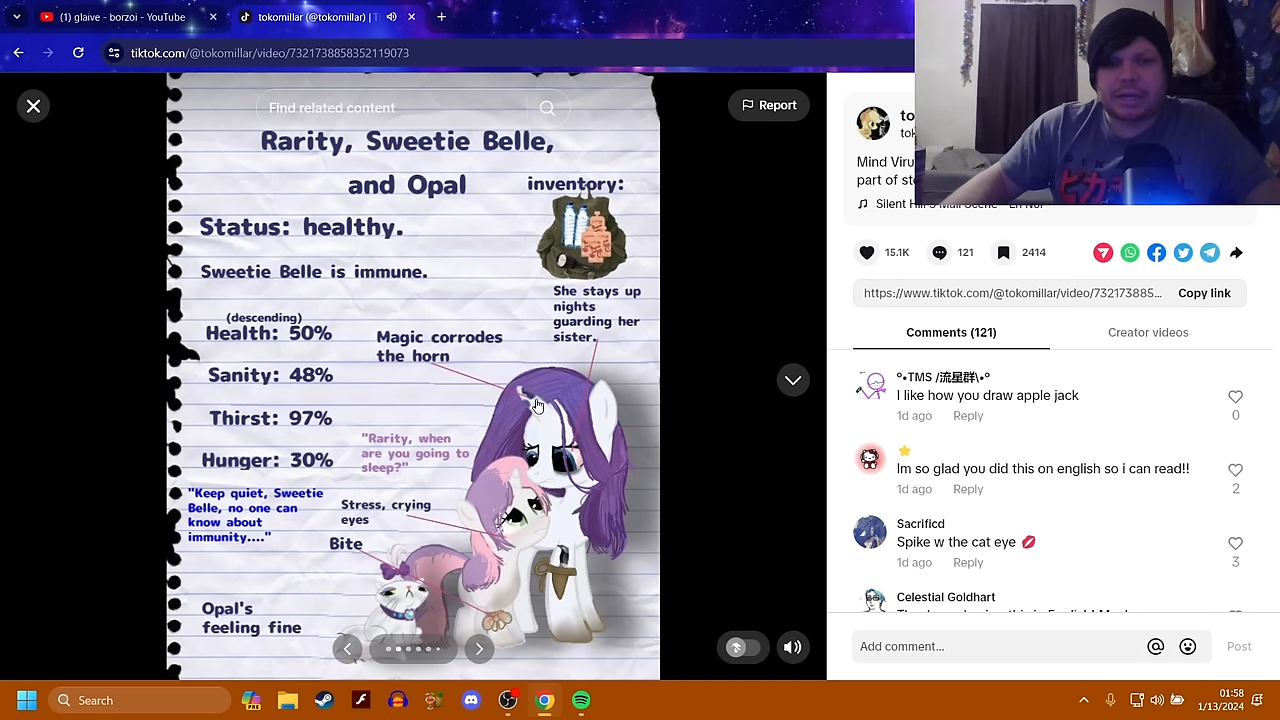 (1) glaive - borzoi - YouTube
tokomillar (@tokomillar) | T
tiktok.com/@tokomillar/video/7321738858352119073
Find related content
Report
Rarity, Sweetie Belle,
and Opal
inventory:
Status: healthy.
Sweetie Belle is immune.
She stays up
nights
guarding her
sister.
(descending)
Health: 50%
Magic corrodes
the horn
Sanity: 48%
Thirst: 97%
Hunger: 30%
"Rarity, when
are you going to
sleep?"
"Keep quiet, Sweetie
Belle, no one can
know about
immunity...."
Stress, crying
eyes
Bite
Opal's
feeling fine
to
tok
Mind Viru
part of st
15.1K
121
2414
https://www.tiktok.com/@tokomillar/video/732173885...
Copy link
Comments (121)
Creator videos
°•TMS /流星群\•°
I like how you draw apple jack
1d ago Reply
0
Im so glad you did this on english so i can read!!
1d ago Reply
2
Sacrificd
Spike w the cat eye 💋
1d ago Reply
3
Celestial Goldhart
Add comment...
Post
Search
01:58
1/13/2024